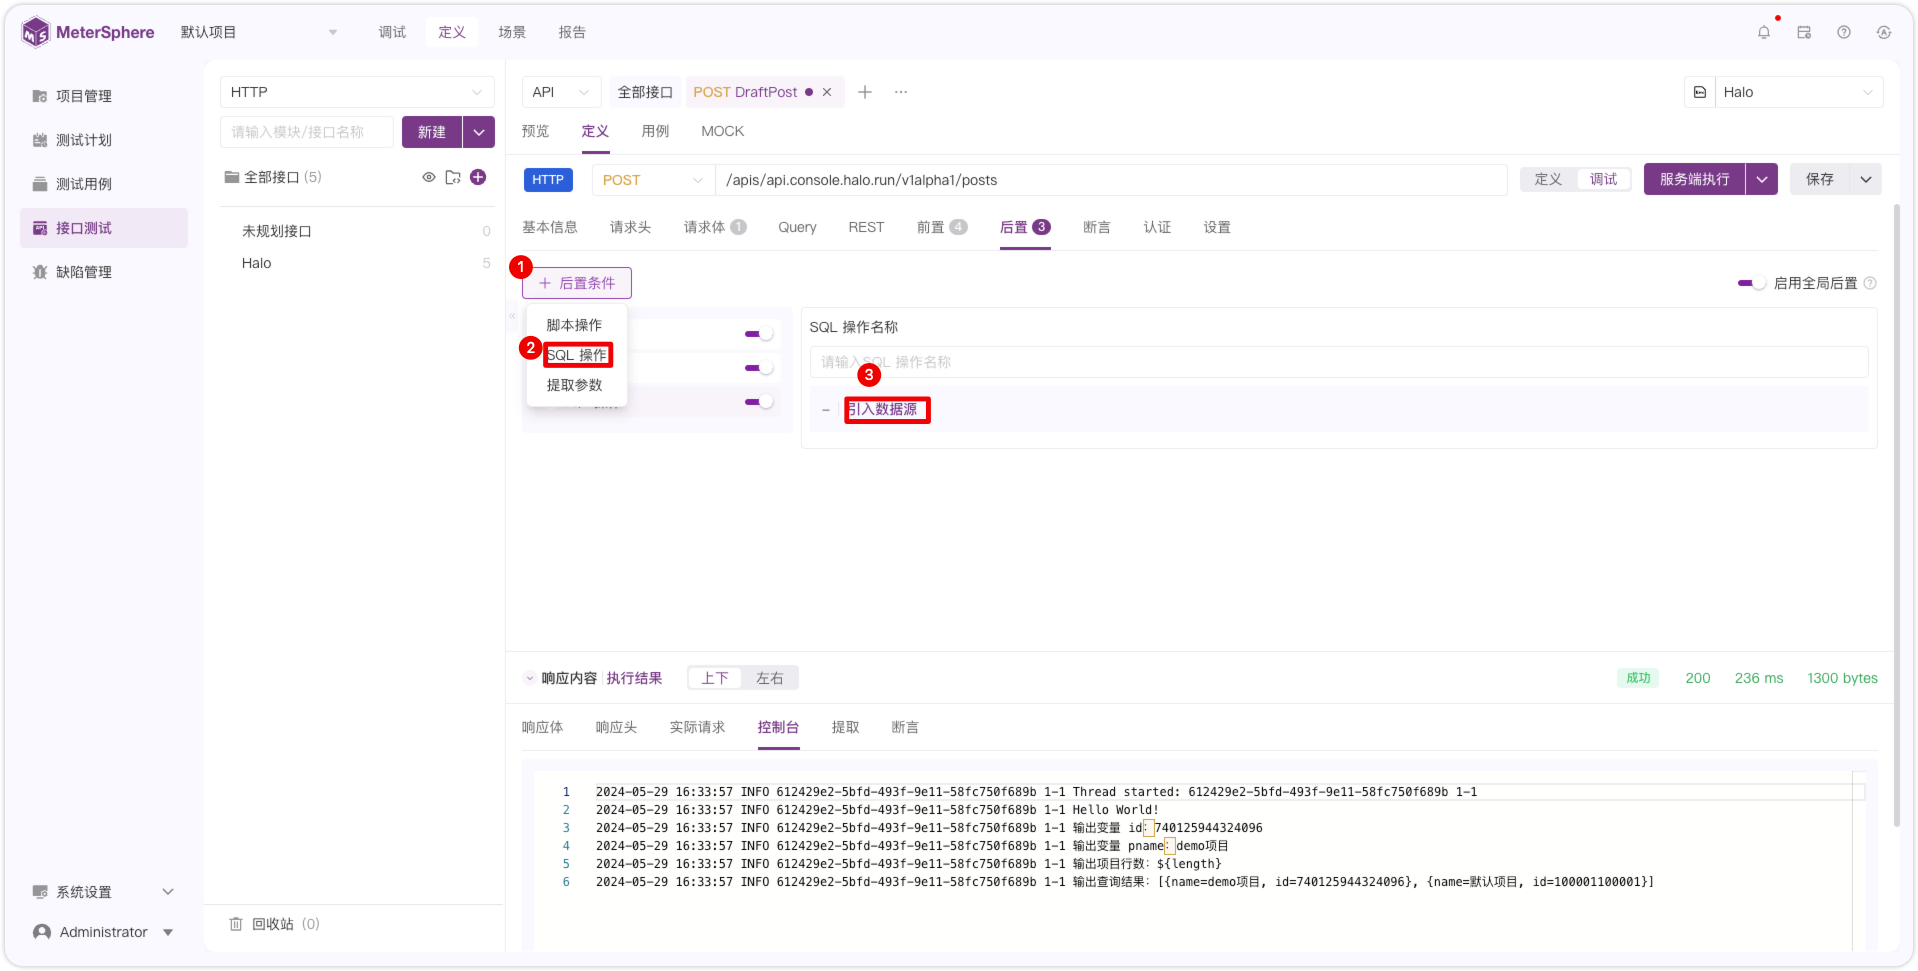 MeterSphere 默认项目 调试 定义 场景 报告
项目管理
测试计划
测试用例
接口测试
缺陷管理
系统设置
Administrator
HTTP
请输入模块/接口名称 新建
全部接口 (5)
未规划接口 0
Halo 5
回收站 (0)
API 全部接口 POST DraftPost Halo
预览 定义 用例 MOCK
HTTP POST /apis/api.console.halo.run/v1alpha1/posts 定义 调试 服务端执行 保存
基本信息 请求头 请求体 1 Query REST 前置 4 后置 3 断言 认证 设置
1
+ 后置条件 启用全局后置
脚本操作
2 SQL 操作
提取参数
SQL 操作名称
请输入SQL 操作名称
3
引入数据源
响应内容 执行结果 上下 左右 成功 200 236 ms 1300 bytes
响应体 响应头 实际请求 控制台 提取 断言
1 2024-05-29 16:33:57 INFO 612429e2-5bfd-493f-9e11-58fc750f689b 1-1 Thread started: 612429e2-5bfd-493f-9e11-58fc750f689b 1-1
2 2024-05-29 16:33:57 INFO 612429e2-5bfd-493f-9e11-58fc750f689b 1-1 Hello World!
3 2024-05-29 16:33:57 INFO 612429e2-5bfd-493f-9e11-58fc750f689b 1-1 输出变量 id：740125944324096
4 2024-05-29 16:33:57 INFO 612429e2-5bfd-493f-9e11-58fc750f689b 1-1 输出变量 pname：demo项目
5 2024-05-29 16:33:57 INFO 612429e2-5bfd-493f-9e11-58fc750f689b 1-1 输出项目行数: ${length}
6 2024-05-29 16:33:57 INFO 612429e2-5bfd-493f-9e11-58fc750f689b 1-1 输出查询结果: [{name=demo项目, id=740125944324096}, {name=默认项目, id=100001100001}]